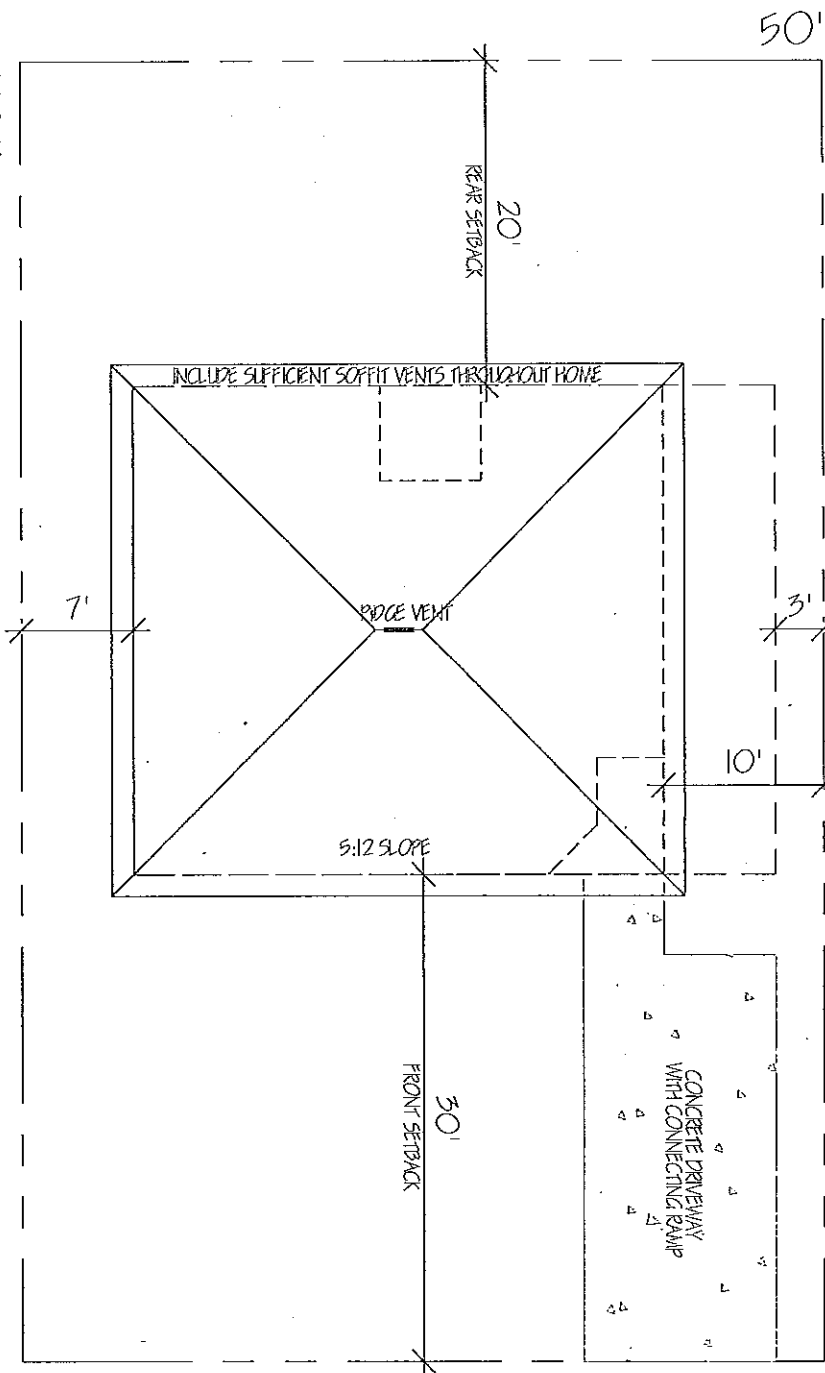 50'
20'
REAR SETBACK
INCLUDE SUFFICIENT SOFFIT VENTS THROUGHOUT HOME
7'
RIDGE VENT
3'
10'
5:12 SLOPE
30'
FRONT SETBACK
CONCRETE DRIVEWAY
WITH CONNECTING RAMP